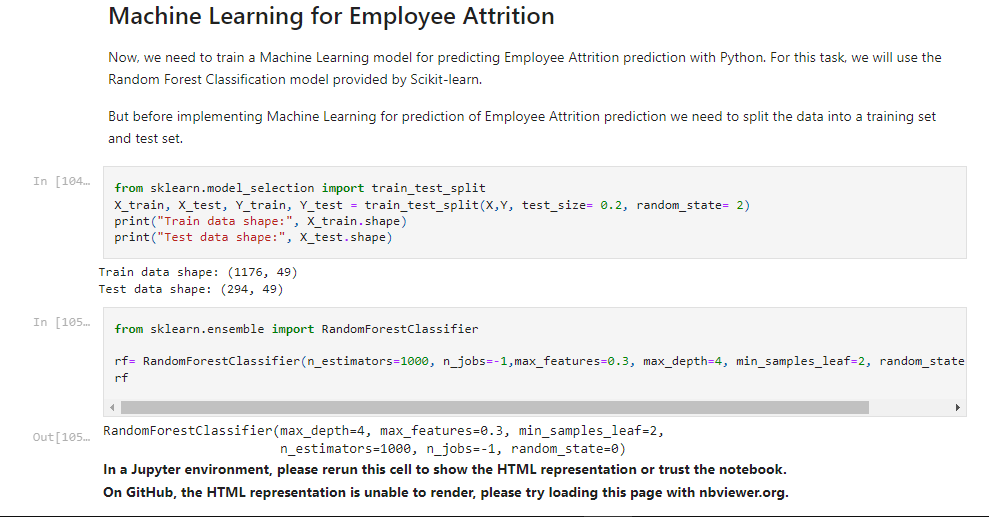 Machine Learning for Employee Attrition
Now, we need to train a Machine Learning model for predicting Employee Attrition prediction with Python. For this task, we will use the
Random Forest Classification model provided by Scikit-learn.
But before implementing Machine Learning for prediction of Employee Attrition prediction we need to split the data into a training set
and test set.
In [104…
from sklearn.model_selection import train_test_split
X_train, X_test, Y_train, Y_test = train_test_split(X,Y, test_size= 0.2, random_state= 2)
print("Train data shape:", X_train.shape)
print("Test data shape:", X_test.shape)
Train data shape: (1176, 49)
Test data shape: (294, 49)
In [105…
from sklearn.ensemble import RandomForestClassifier
rf= RandomForestClassifier(n_estimators=1000, n_jobs=-1,max_features=0.3, max_depth=4, min_samples_leaf=2, random_state
rf
Out[105…
RandomForestClassifier(max_depth=4, max_features=0.3, min_samples_leaf=2,
n_estimators=1000, n_jobs=-1, random_state=0)
In a Jupyter environment, please rerun this cell to show the HTML representation or trust the notebook.
On GitHub, the HTML representation is unable to render, please try loading this page with nbviewer.org.